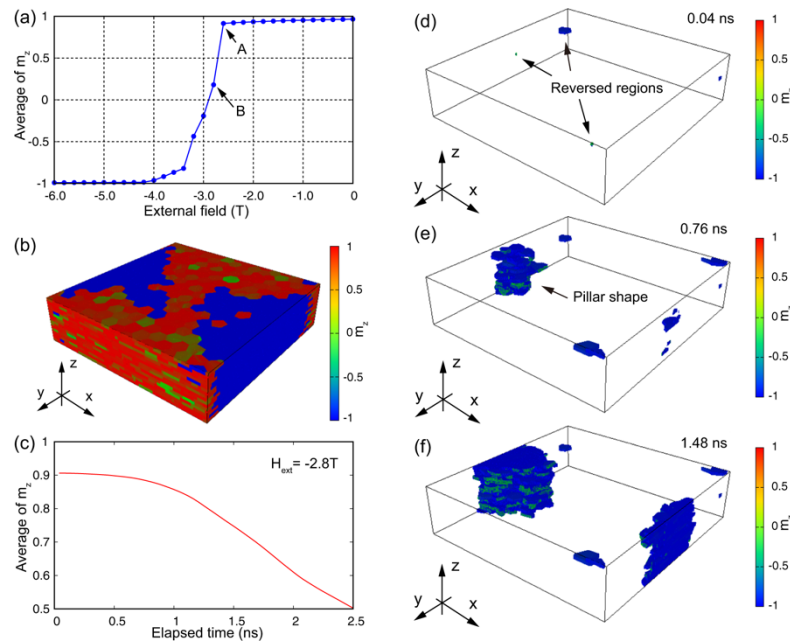 (a)
Average of m_z
1
0.5
0
-0.5
-1
A
B
-6.0 -5.0 -4.0 -3.0 -2.0 -1.0 0
External field (T)
(b)
z
y x
1
0.5
0
-0.5
-1
m_z
(c)
Average of m_z
1
0.9
0.8
0.7
0.6
0.5
H_ext= -2.8T
0 0.5 1.0 1.5 2.0 2.5
Elapsed time (ns)
(d)
0.04 ns
Reversed regions
z
y x
1
0.5
0
-0.5
-1
m_z
(e)
0.76 ns
Pillar shape
z
y x
1
0.5
0
-0.5
-1
m_z
(f)
1.48 ns
z
y x
1
0.5
0
-0.5
-1
m_z